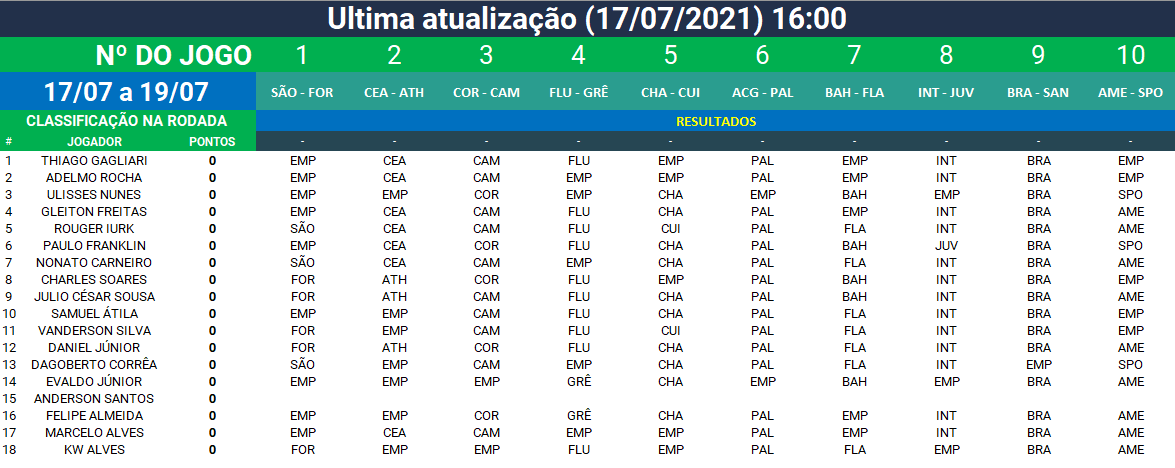 Ultima atualização (17/07/2021) 16:00
Nº DO JOGO 1 2 3 4 5 6 7 8 9 10
17/07 a 19/07 SÃO - FOR CEA - ATH COR - CAM FLU - GRÊ CHA - CUI ACG - PAL BAH - FLA INT - JUV BRA - SAN AME - SPO
CLASSIFICAÇÃO NA RODADA RESULTADOS
# JOGADOR PONTOS - - - - - - - - - -
1 THIAGO GAGLIARI 0 EMP CEA CAM FLU EMP PAL EMP INT BRA EMP
2 ADELMO ROCHA 0 EMP CEA CAM EMP EMP PAL EMP INT BRA EMP
3 ULISSES NUNES 0 EMP EMP COR EMP CHA EMP BAH EMP BRA SPO
4 GLEITON FREITAS 0 EMP CEA CAM FLU CHA PAL EMP INT BRA AME
5 ROUGER IURK 0 SÃO CEA CAM FLU CUI PAL FLA INT BRA AME
6 PAULO FRANKLIN 0 EMP CEA COR FLU CHA PAL BAH JUV BRA SPO
7 NONATO CARNEIRO 0 SÃO CEA CAM EMP CHA PAL FLA INT BRA AME
8 CHARLES SOARES 0 FOR ATH COR FLU EMP PAL BAH INT BRA EMP
9 JULIO CÉSAR SOUSA 0 FOR ATH CAM FLU CHA PAL BAH INT BRA AME
10 SAMUEL ÁTILA 0 FOR EMP CAM FLU CHA PAL FLA INT BRA EMP
11 VANDERSON SILVA 0 FOR EMP CAM FLU CUI PAL FLA INT BRA EMP
12 DANIEL JÚNIOR 0 FOR ATH COR FLU CHA PAL FLA INT BRA AME
13 DAGOBERTO CORRÊA 0 SÃO EMP CAM EMP CHA PAL FLA INT EMP SPO
14 EVALDO JÚNIOR 0 EMP EMP EMP GRÊ CHA EMP BAH EMP BRA AME
15 ANDERSON SANTOS 0
16 FELIPE ALMEIDA 0 EMP EMP COR GRÊ CHA PAL EMP INT BRA AME
17 MARCELO ALVES 0 EMP CEA CAM EMP EMP PAL EMP INT BRA EMP
18 KW ALVES 0 FOR EMP EMP FLU EMP PAL FLA EMP BRA AME